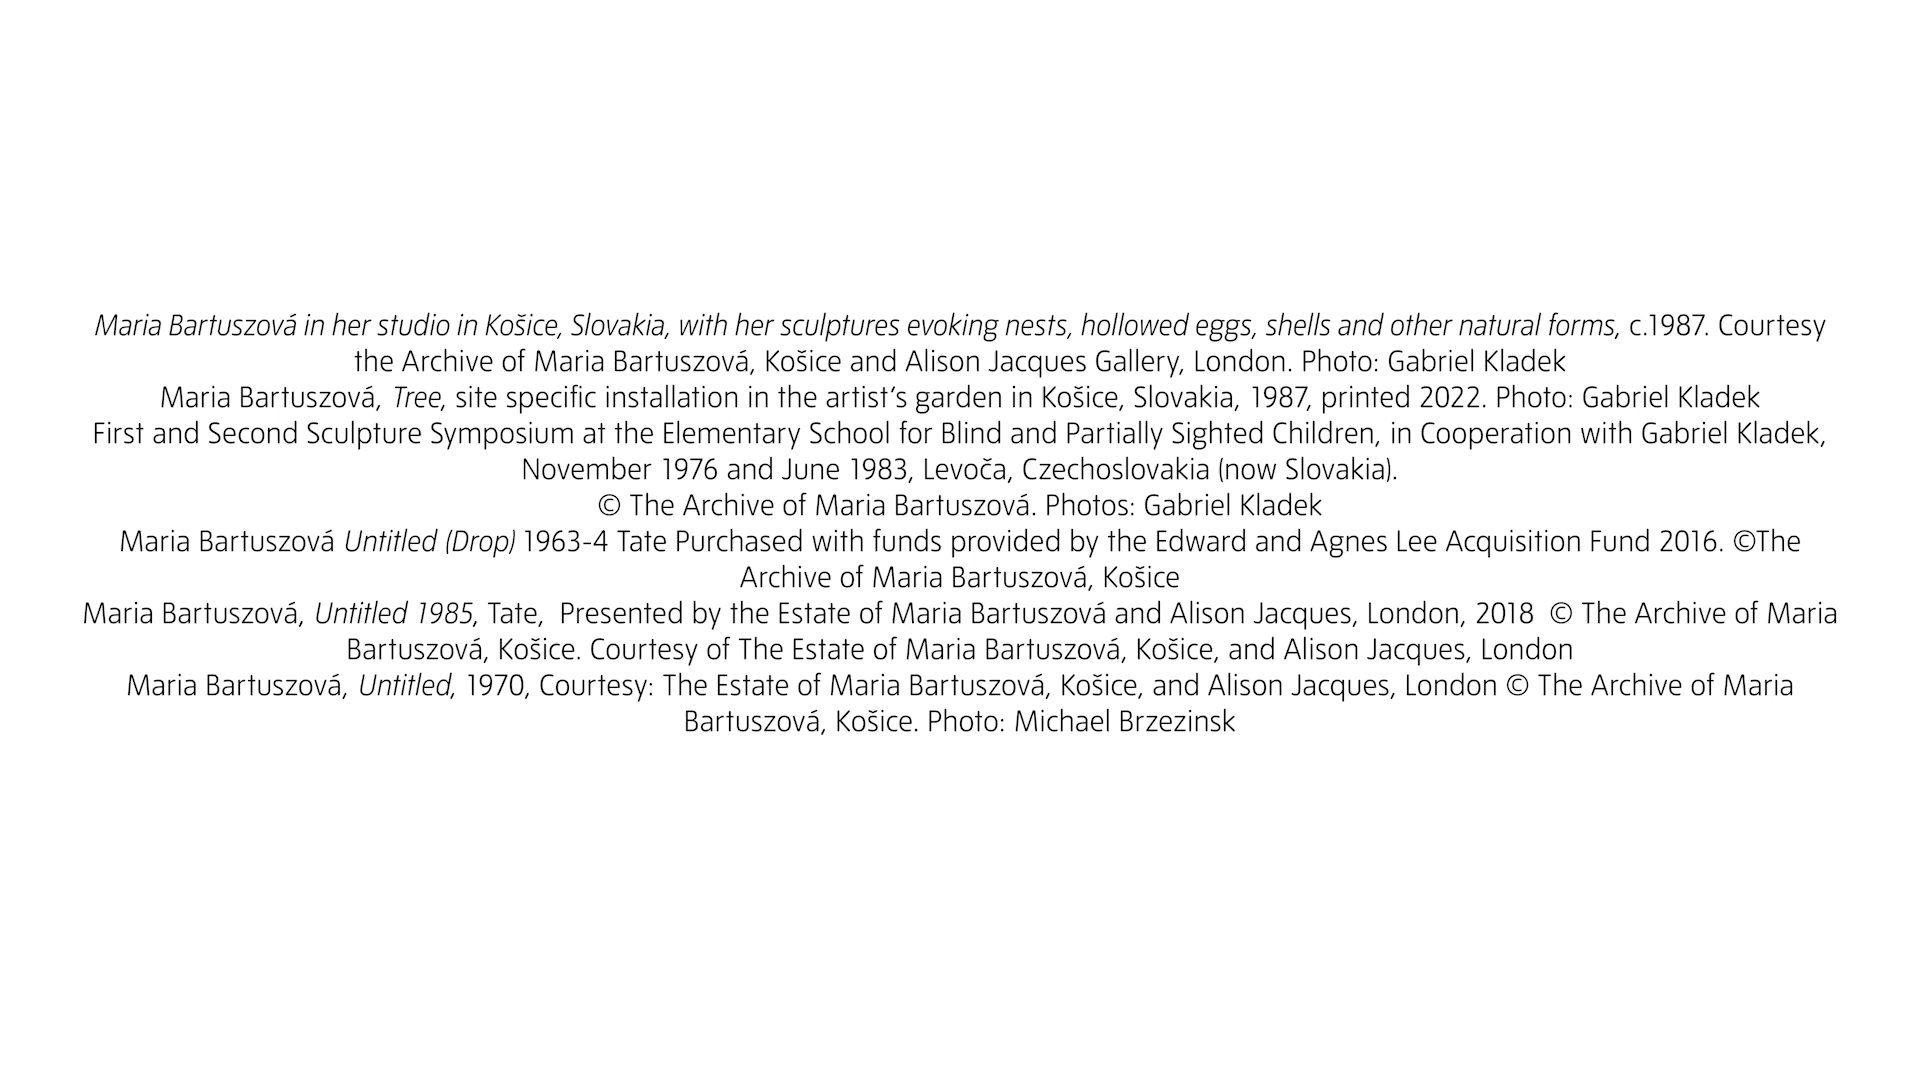 Maria Bartuszová in her studio in Košice, Slovakia, with her sculptures evoking nests, hollowed eggs, shells and other natural forms, c.1987. Courtesy
the Archive of Maria Bartuszová, Košice and Alison Jacques Gallery, London. Photo: Gabriel Kladek
Maria Bartuszová, Tree, site specific installation in the artist’s garden in Košice, Slovakia, 1987, printed 2022. Photo: Gabriel Kladek
First and Second Sculpture Symposium at the Elementary School for Blind and Partially Sighted Children, in Cooperation with Gabriel Kladek,
November 1976 and June 1983, Levoča, Czechoslovakia (now Slovakia).
© The Archive of Maria Bartuszová. Photos: Gabriel Kladek
Maria Bartuszová Untitled (Drop) 1963-4 Tate Purchased with funds provided by the Edward and Agnes Lee Acquisition Fund 2016. ©The
Archive of Maria Bartuszová, Košice
Maria Bartuszová, Untitled 1985, Tate,  Presented by the Estate of Maria Bartuszová and Alison Jacques, London, 2018  © The Archive of Maria
Bartuszová, Košice. Courtesy of The Estate of Maria Bartuszová, Košice, and Alison Jacques, London
Maria Bartuszová, Untitled, 1970, Courtesy: The Estate of Maria Bartuszová, Košice, and Alison Jacques, London © The Archive of Maria
Bartuszová, Košice. Photo: Michael Brzezinsk